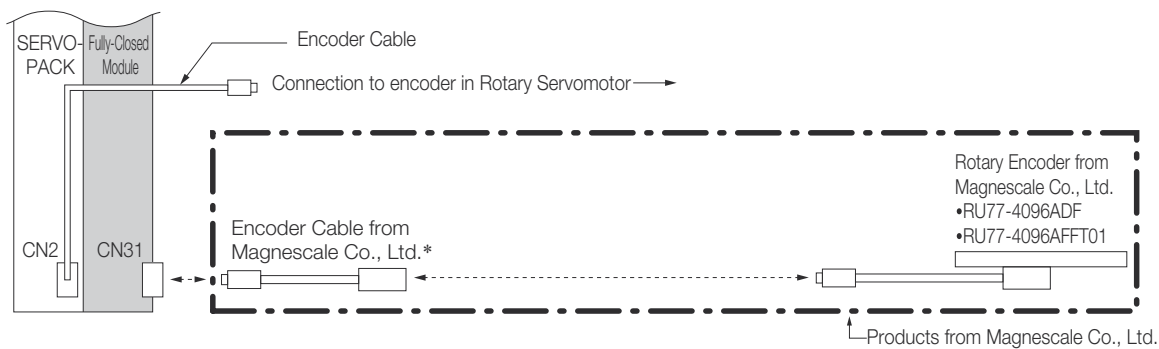 SERVO-
PACK
Fully-Closed
Module
Encoder Cable
Connection to encoder in Rotary Servomotor
Rotary Encoder from
Magnescale Co., Ltd.
•RU77-4096ADF
•RU77-4096AFFT01
Encoder Cable from
Magnescale Co., Ltd.*
CN2
CN31
Products from Magnescale Co., Ltd.